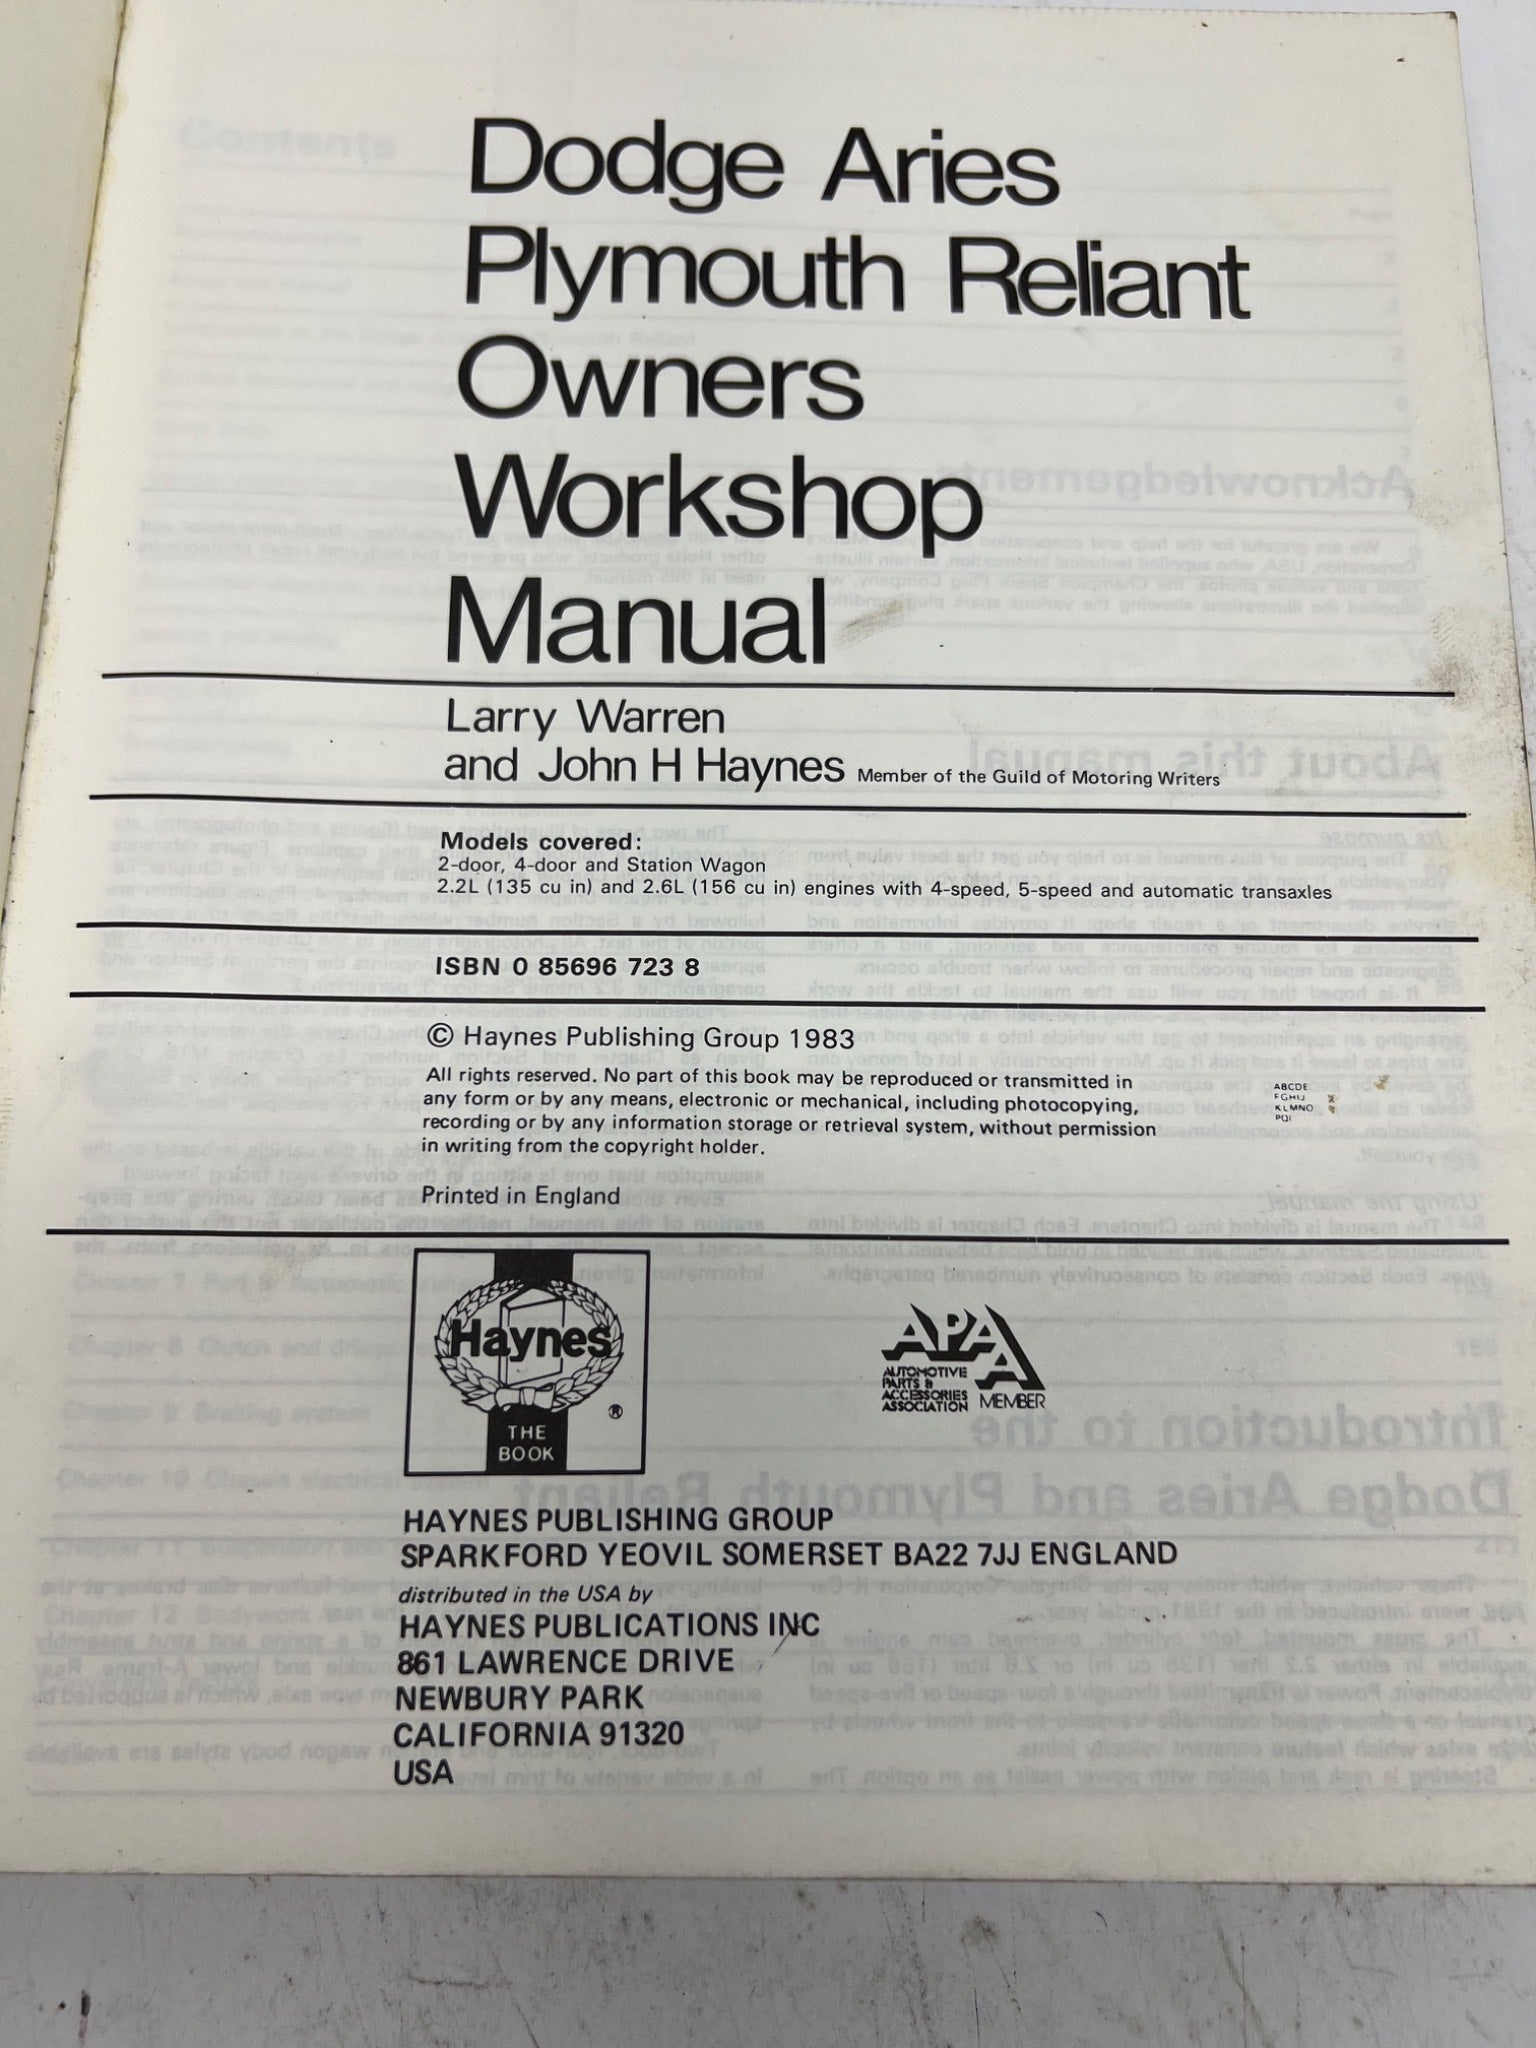 Dodge Aries
Plymouth Reliant
Owners
Workshop
Manual
Larry Warren
and John H Haynes Member of the Guild of Motoring Writers
Models covered:
2-door, 4-door and Station Wagon
2.2L (135 cu in) and 2.6L (156 cu in) engines with 4-speed, 5-speed and automatic transaxles
ISBN 0 85696 723 8
© Haynes Publishing Group 1983
All rights reserved. No part of this book may be reproduced or transmitted in
any form or by any means, electronic or mechanical, including photocopying,
recording or by any information storage or retrieval system, without permission
in writing from the copyright holder.
ABCDE
FGHIJ
KLMNO
PQ
Printed in England
Haynes
®
THE
BOOK
APAA
AUTOMOTIVE
PARTS &
ACCESSORIES
ASSOCIATION MEMBER
HAYNES PUBLISHING GROUP
SPARKFORD YEOVIL SOMERSET BA22 7JJ ENGLAND
distributed in the USA by
HAYNES PUBLICATIONS INC
861 LAWRENCE DRIVE
NEWBURY PARK
CALIFORNIA 91320
USA